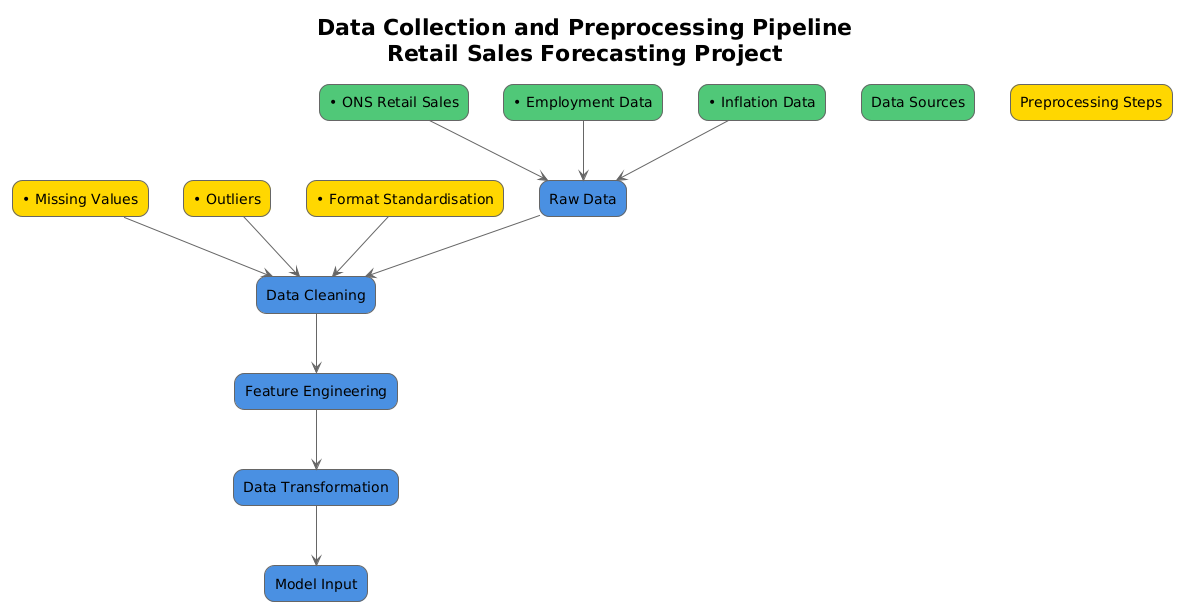 Data Collection and Preprocessing Pipeline
Retail Sales Forecasting Project
• ONS Retail Sales
• Employment Data
• Inflation Data
Data Sources
Preprocessing Steps
• Missing Values
• Outliers
• Format Standardisation
Raw Data
Data Cleaning
Feature Engineering
Data Transformation
Model Input